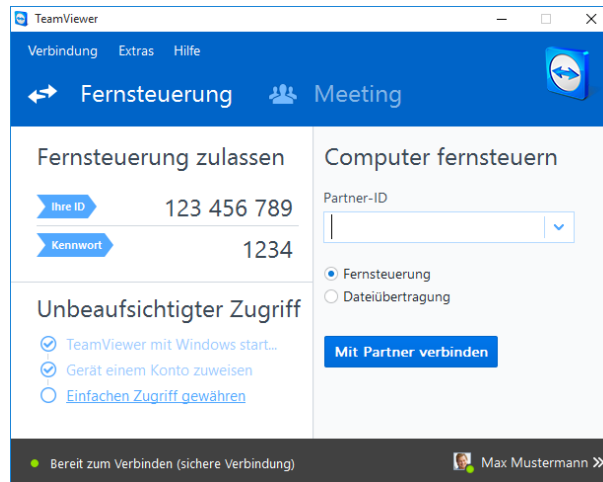 TeamViewer
Verbindung Extras Hilfe
Fernsteuerung Meeting
Fernsteuerung zulassen
Ihre ID 123 456 789
Kennwort 1234
Unbeaufsichtigter Zugriff
TeamViewer mit Windows start...
Gerät einem Konto zuweisen
Einfachen Zugriff gewähren
Computer fernsteuern
Partner-ID
Fernsteuerung
Dateiübertragung
Mit Partner verbinden
Bereit zum Verbinden (sichere Verbindung) Max Mustermann